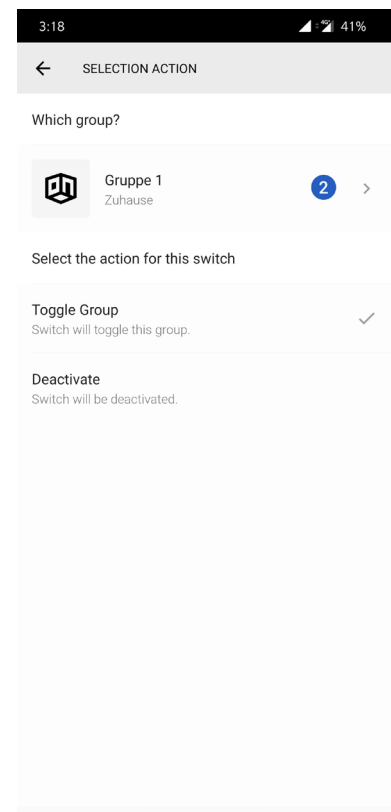 3:18
4G
41%
SELECTION ACTION
Which group?
Gruppe 1
Zuhause
2
Select the action for this switch
Toggle Group
Switch will toggle this group.
Deactivate
Switch will be deactivated.